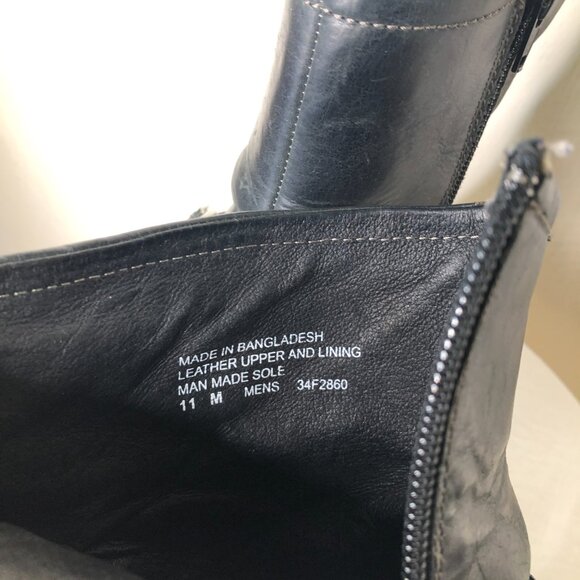 MADE IN BANGLADESH
LEATHER UPPER AND LINING
MAN MADE SOLE
11 M MENS 34F2860